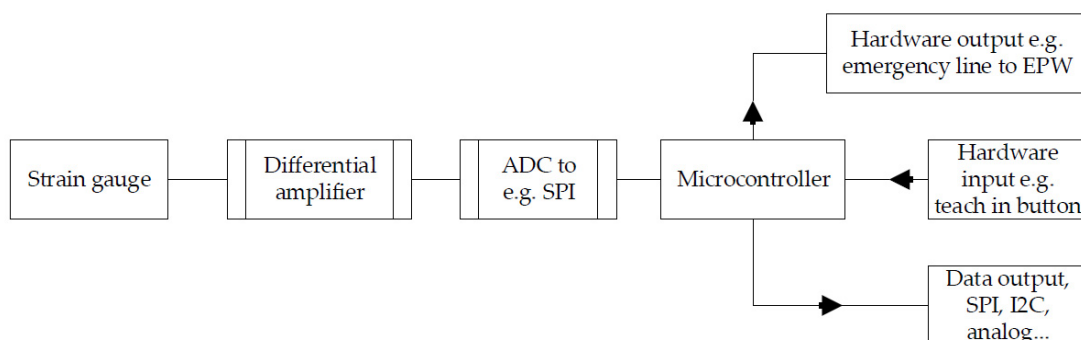 Hardware output e.g.
emergency line to EPW
Strain gauge
Differential
amplifier
ADC to
e.g. SPI
Microcontroller
Hardware
input e.g.
teach in button
Data output,
SPI, I2C,
analog...